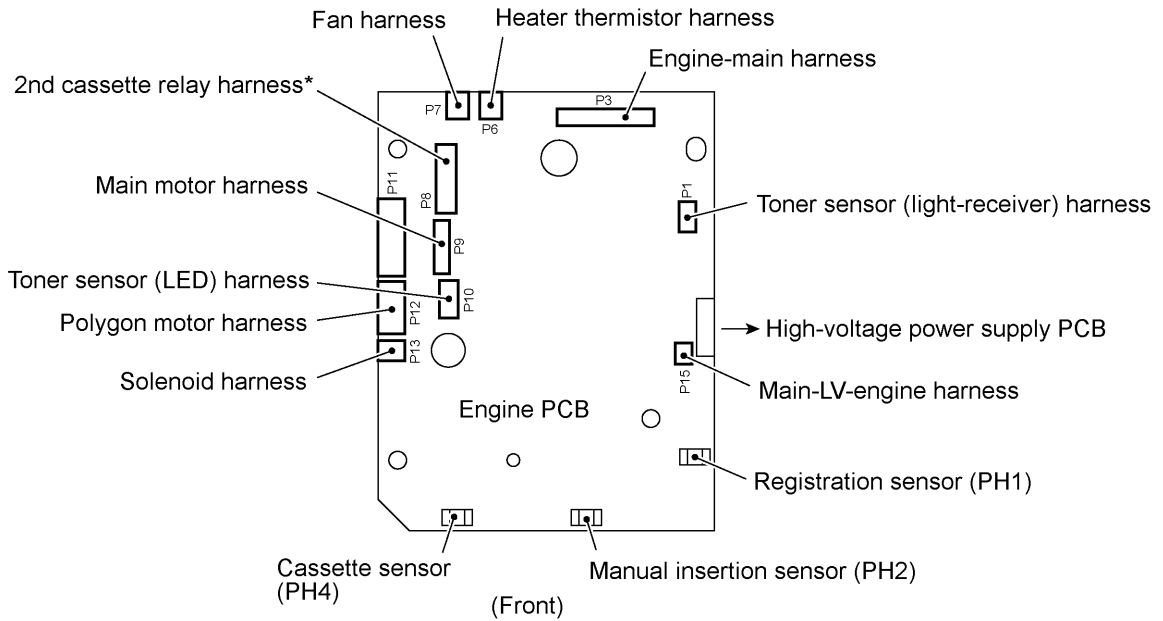 Fan harness
Heater thermistor harness
Engine-main harness
2nd cassette relay harness*
P7
P6
P3
Main motor harness
P11
P8
P1
Toner sensor (light-receiver) harness
P9
Toner sensor (LED) harness
P10
P12
Polygon motor harness
High-voltage power supply PCB
P13
Solenoid harness
P15
Main-LV-engine harness
Engine PCB
Registration sensor (PH1)
Cassette sensor
(PH4)
Manual insertion sensor (PH2)
(Front)